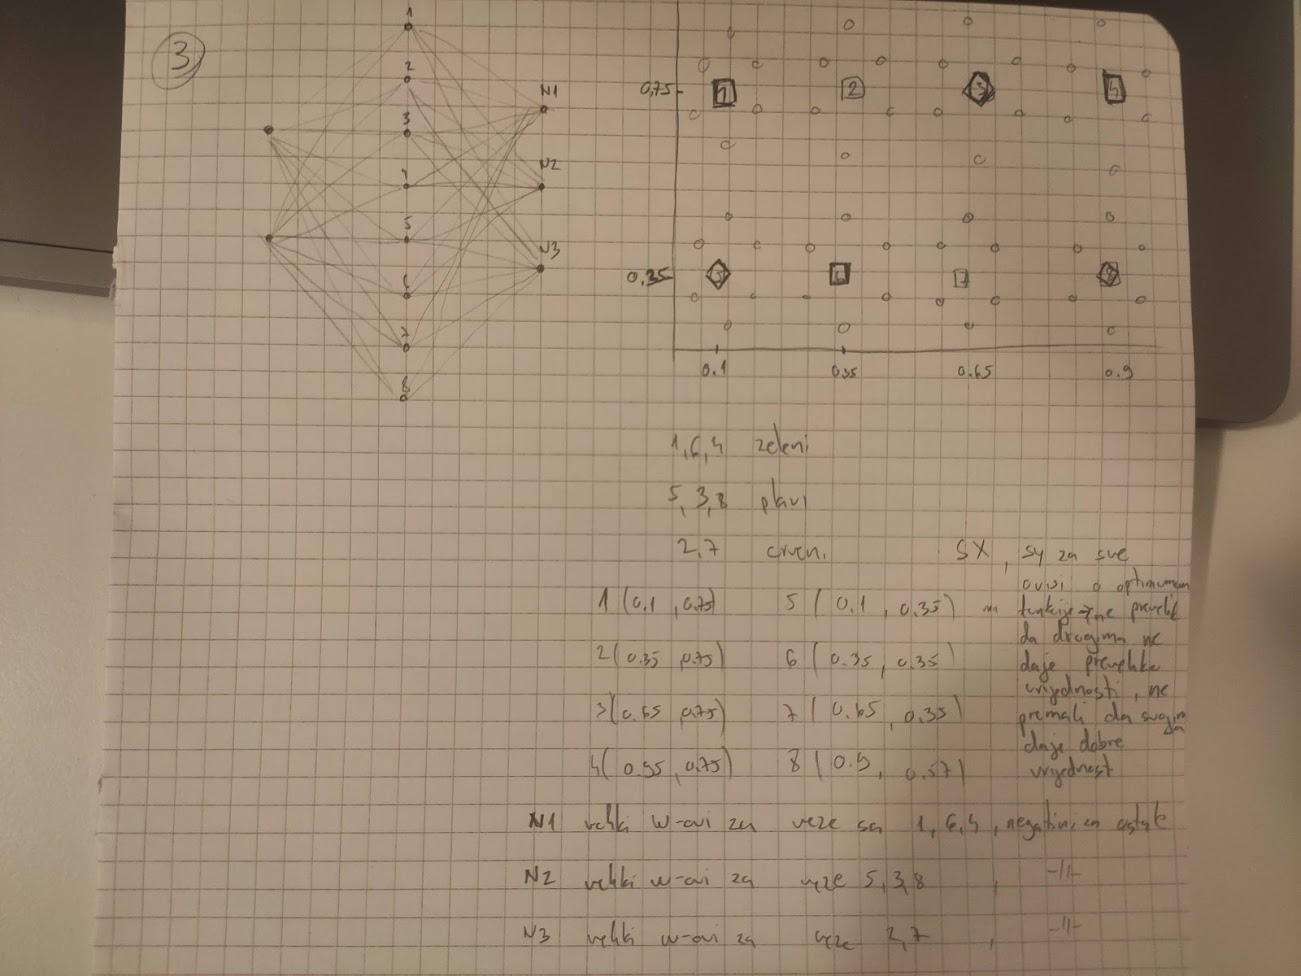 3
1
2
3
4
5
6
7
8
N1
N2
N3
0,75
1 2 3 4
0,35
5 6 7 8
0.1 0.35 0.65 0.9
1,6,4 zeleni
5,3,8 plavi
2,7 crveni
SX, sy za sve
ovisi o optimumu
funkcije → ne prevelik
da drugima ne
daje prevelike
vrijednosti, ne
premali da svojima
daje dobre
vrijednost
1 (0.1, 0.75) 5 (0.1, 0.35)
2 (0.35, 0.75) 6 (0.35, 0.35)
3 (0.65, 0.75) 7 (0.65, 0.35)
4 (0.95, 0.75) 8 (0.9, 0.37)
N1 veliki w-ovi za veze sa 1,6,4, negativni za ostale
N2 veliki w-ovi za veze 5,3,8, -11-
N3 veliki w-ovi za veze 2,7, -11-